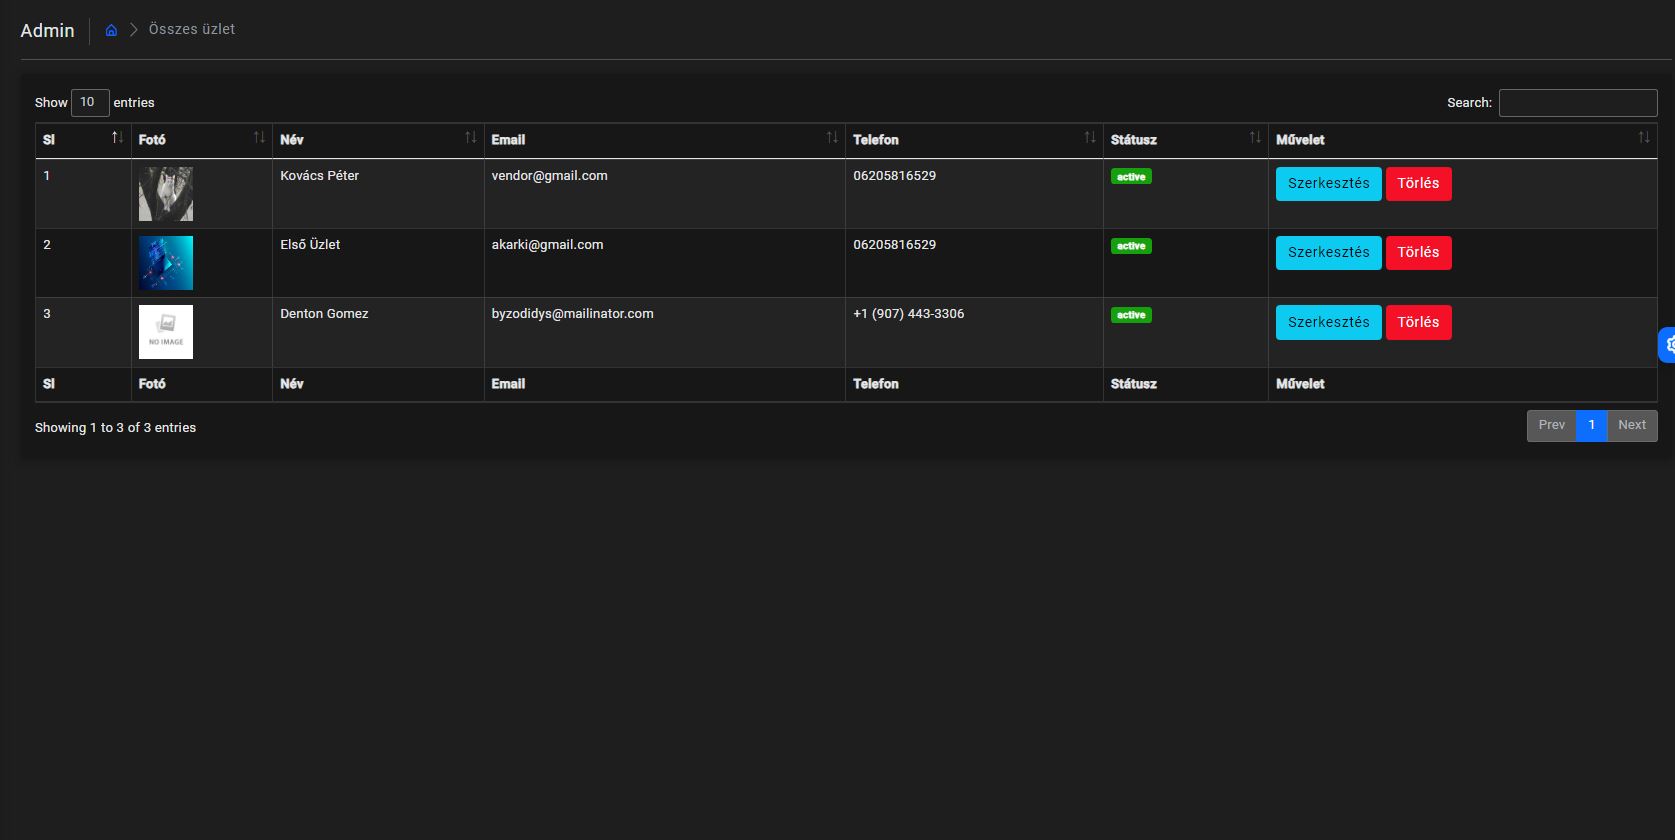 Admin Összes üzlet
Show 10 entries Search:
Sl Fotó Név Email Telefon Státusz Művelet
1 Kovács Péter vendor@gmail.com 06205816529 active Szerkesztés Törlés
2 Első Üzlet akarki@gmail.com 06205816529 active Szerkesztés Törlés
3 NO IMAGE Denton Gomez byzodidys@mailinator.com +1 (907) 443-3306 active Szerkesztés Törlés
Sl Fotó Név Email Telefon Státusz Művelet
Showing 1 to 3 of 3 entries Prev 1 Next